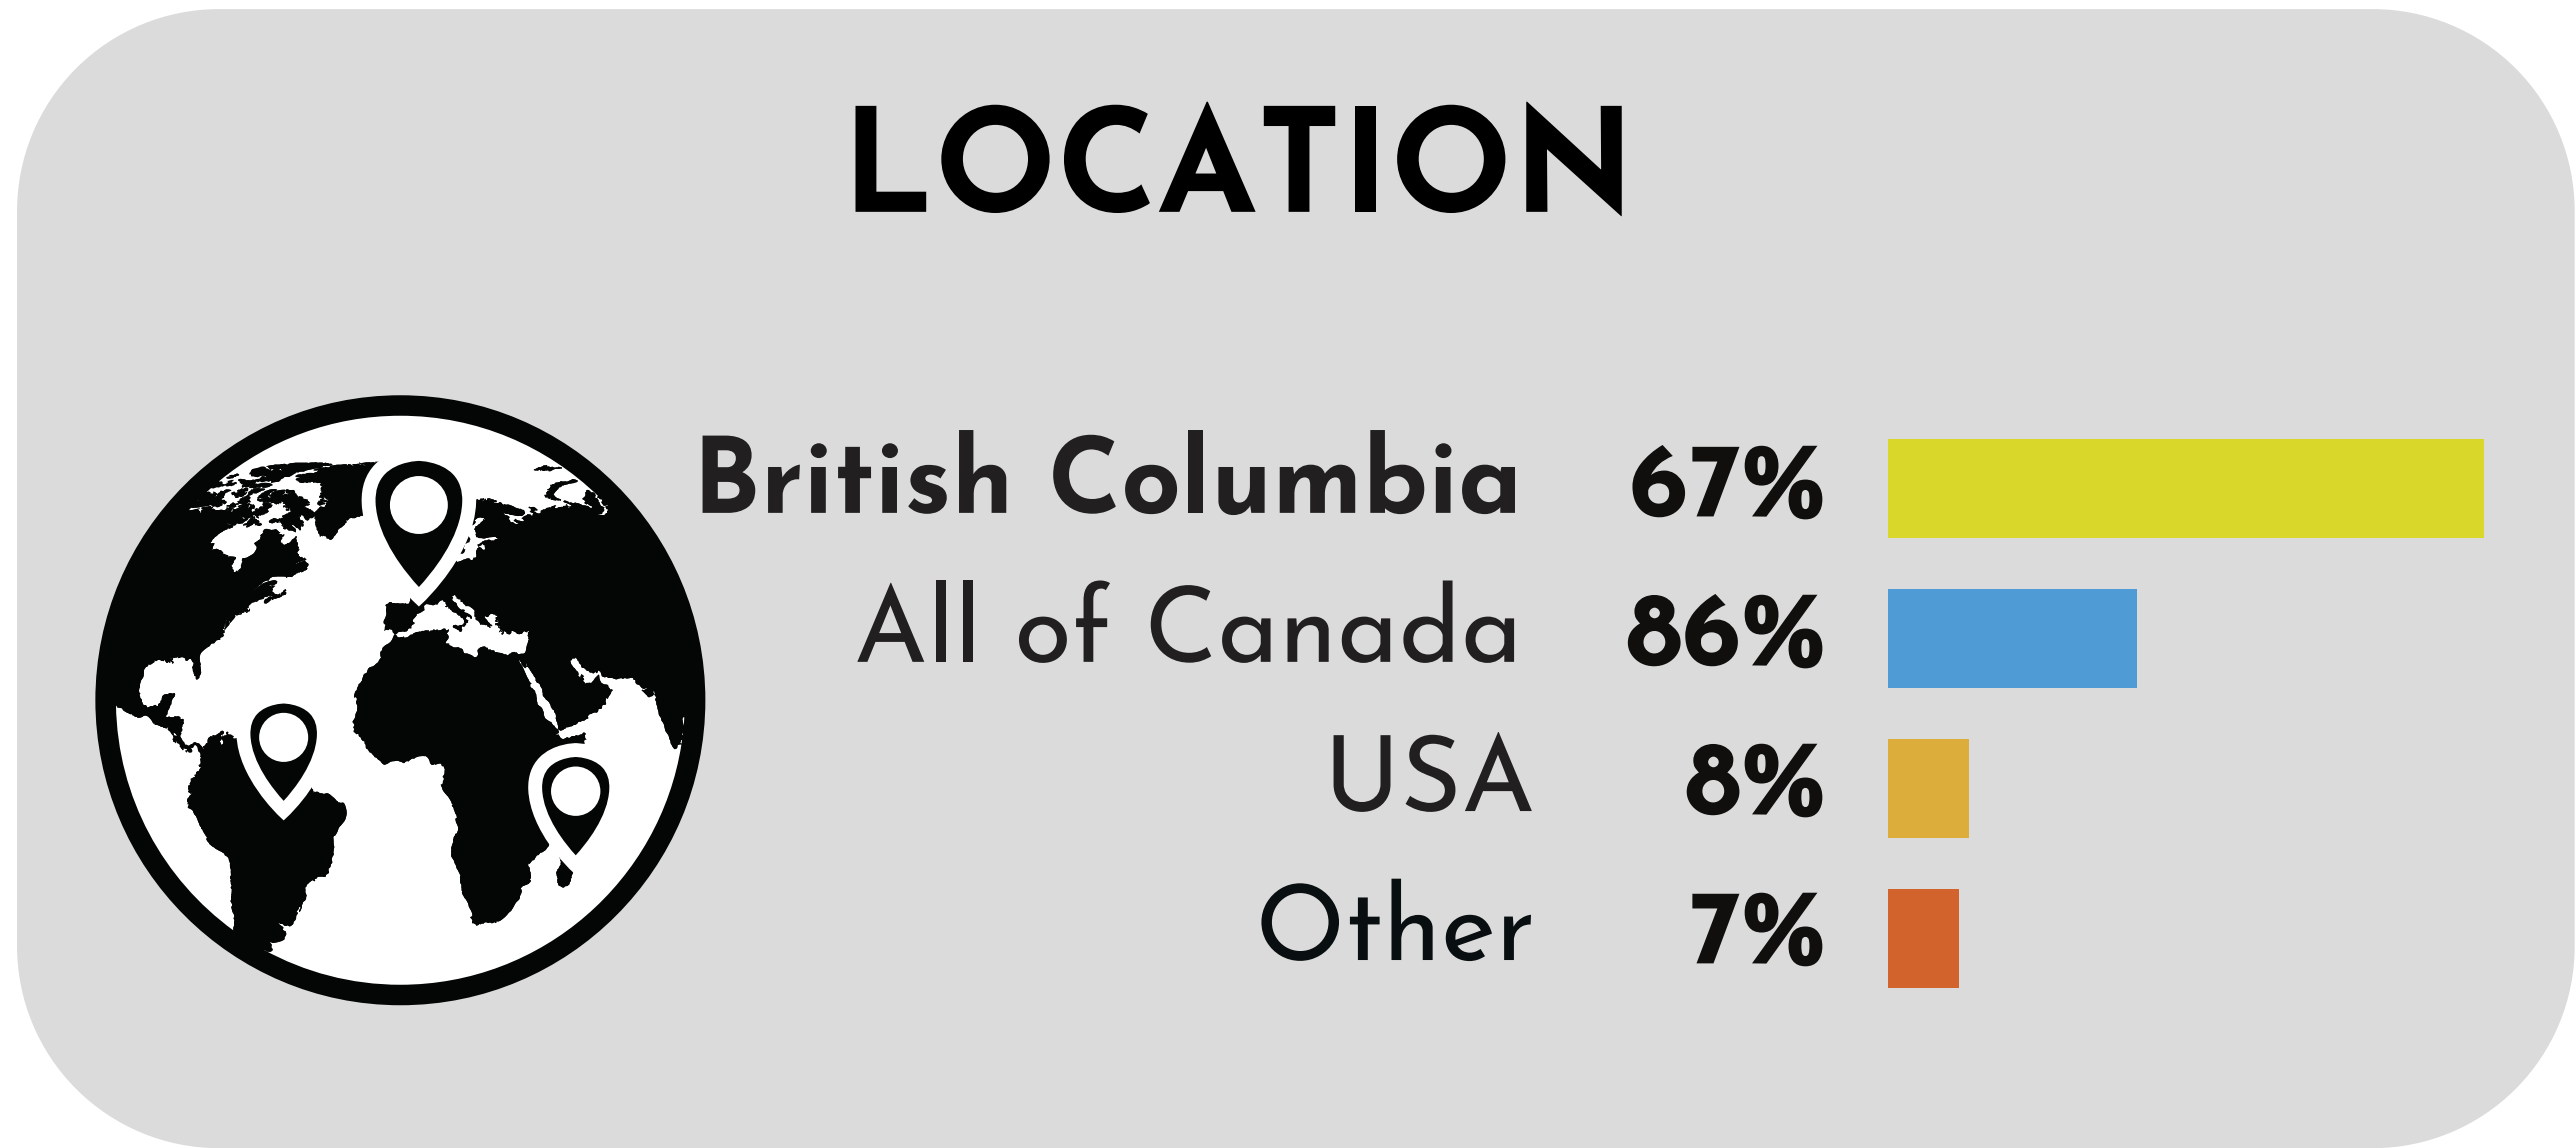 LOCATION
British Columbia 67%
All of Canada 86%
USA 8%
Other 7%